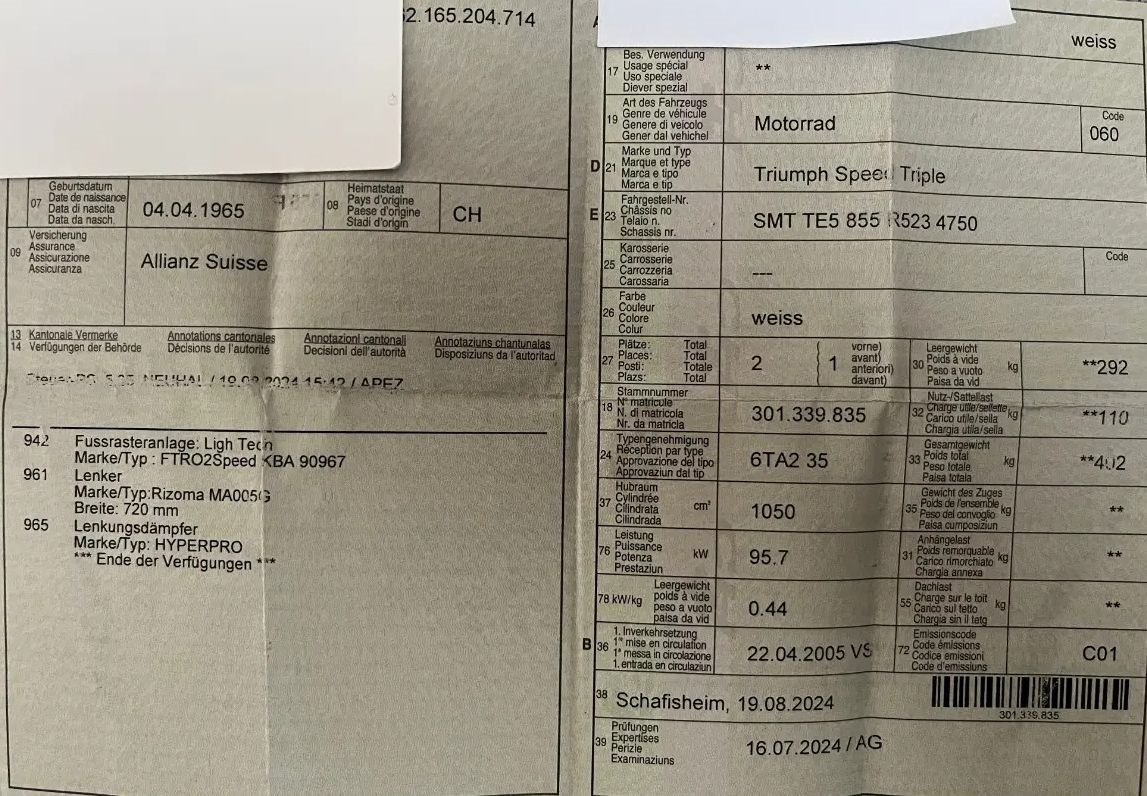 2.165.204.714
07
Geburtsdatum
Date de naissance
Data di nascita
Data da nasch.
04.04.1965
08
Heimatstaat
Pays d'origine
Paese d'origine
Stadi d'origin
CH
09
Versicherung
Assurance
Assicurazione
Assicuranza
Allianz Suisse
13 Kantonale Vermerke Annotations cantonales Annotazioni cantonali Annotaziuns chantunalas
14 Verfügungen der Behörde Décisions de l'autorité Decisioni dell'autorità Disposiziuns da l'autoritad
NEUHAL / 19.08.2024 15:42 / APEZ
942 Fussrasteranlage: Ligh Tech
Marke/Typ : FTRO2Speed KBA 90967
961 Lenker
Marke/Typ:Rizoma MA005G
Breite: 720 mm
965 Lenkungsdämpfer
Marke/Typ: HYPERPRO
*** Ende der Verfügungen ***
weiss
17
Bes. Verwendung
Usage spécial
Uso speciale
Diever spezial
**
19
Art des Fahrzeugs
Genre de véhicule
Genere di veicolo
Gener dal vehichel
Motorrad
Code
060
D 21
Marke und Typ
Marque et type
Marca e tipo
Marca e tip
Triumph Speed Triple
E 23
Fahrgestell-Nr.
Châssis no
Telaio n.
Schassis nr.
SMT TE5 855 R523 4750
25
Karosserie
Carrosserie
Carrozzeria
Carossaria
---
Code
26
Farbe
Couleur
Colore
Colur
weiss
27
Plätze: Total
Places: Total
Posti: Totale
Plazs: Total
2
1
vorne)
avant)
anteriori)
davant)
30
Leergewicht
Poids à vide
Peso a vuoto
Paisa da vid
kg
**292
18
Stammnummer
N° matricule
N. di matricola
Nr. da matricla
301.339.835
32
Nutz-/Sattellast
Charge utile/sellette
Carico utile/sella
Chargia utila/sella
kg
**110
24
Typengenehmigung
Réception par type
Approvazione del tipo
Approvaziun dal tip
6TA2 35
33
Gesamtgewicht
Poids total
Peso totale
Paisa totala
kg
**402
37
Hubraum
Cylindrée
Cilindrata
Cilindrada
cm³
1050
35
Gewicht des Zuges
Poids de l'ensemble
Peso del convoglio
Paisa cumposiziun
kg
**
76
Leistung
Puissance
Potenza
Prestaziun
kW
95.7
31
Anhängelast
Poids remorquable
Carico rimorchiato
Chargia annexa
kg
**
78 kW/kg
Leergewicht
poids à vide
peso a vuoto
paisa da vid
0.44
55
Dachlast
Charge sur le toit
Carico sul tetto
Chargia sin il tetg
kg
**
B 36
1. Inverkehrsetzung
1re mise en circulation
1a messa in circolazione
1. entrada en circulaziun
22.04.2005 VS
72
Emissionscode
Code émissions
Codice emissioni
Code d'emissiuns
C01
38 Schafisheim, 19.08.2024
301.339.835
39
Prüfungen
Expertises
Perizie
Examinaziuns
16.07.2024 / AG